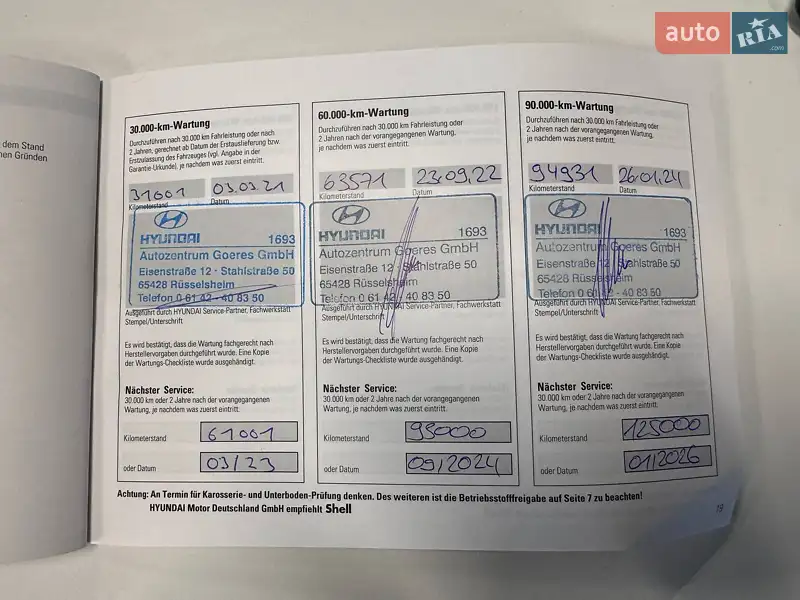 auto RIA .com
dem Stand
nen Gründen
30.000-km-Wartung
Durchzuführen nach 30.000 km Fahrleistung oder nach
2 Jahren, gerechnet ab Datum der Erstauslieferung bzw.
Erstzulassung des Fahrzeuges (vgl. Angabe in der
Garantie-Urkunde), je nachdem was zuerst eintritt.
31601 03.03.21
Kilometerstand Datum
HYUNDAI 1693
Autozentrum Goeres GmbH
Eisenstraße 12 · Stahlstraße 50
65428 Rüsselsheim
Telefon 0 61 42 - 40 83 50
Ausgeführt durch HYUNDAI Service-Partner, Fachwerkstatt
Stempel/Unterschrift
Es wird bestätigt, dass die Wartung fachgerecht nach
Herstellervorgaben durchgeführt wurde. Eine Kopie
der Wartungs-Checkliste wurde ausgehändigt.
Nächster Service:
30.000 km oder 2 Jahre nach der vorangegangenen
Wartung, je nachdem was zuerst eintritt.
Kilometerstand 61001
oder Datum 03/23
60.000-km-Wartung
Durchzuführen nach 30.000 km Fahrleistung oder
2 Jahren nach der vorangegangenen Wartung,
je nachdem was zuerst eintritt.
63571 23.09.22
Kilometerstand Datum
HYUNDAI 1693
Autozentrum Goeres GmbH
Eisenstraße 12 · Stahlstraße 50
65428 Rüsselsheim
Telefon 0 61 42 - 40 83 50
Ausgeführt durch HYUNDAI Service-Partner, Fachwerkstatt
Stempel/Unterschrift
Es wird bestätigt, dass die Wartung fachgerecht nach
Herstellervorgaben durchgeführt wurde. Eine Kopie
der Wartungs-Checkliste wurde ausgehändigt.
Nächster Service:
30.000 km oder 2 Jahre nach der vorangegangenen
Wartung, je nachdem was zuerst eintritt.
Kilometerstand 93000
oder Datum 09/2024
90.000-km-Wartung
Durchzuführen nach 30.000 km Fahrleistung oder
2 Jahren nach der vorangegangenen Wartung,
je nachdem was zuerst eintritt.
94931 26.01.24
Kilometerstand Datum
HYUNDAI 1693
Autozentrum Goeres GmbH
Eisenstraße 12 · Stahlstraße 50
65428 Rüsselsheim
Telefon 0 61 42 - 40 83 50
Ausgeführt durch HYUNDAI Service-Partner, Fachwerkstatt
Stempel/Unterschrift
Es wird bestätigt, dass die Wartung fachgerecht nach
Herstellervorgaben durchgeführt wurde. Eine Kopie
der Wartungs-Checkliste wurde ausgehändigt.
Nächster Service:
30.000 km oder 2 Jahre nach der vorangegangenen
Wartung, je nachdem was zuerst eintritt.
Kilometerstand 125000
oder Datum 01/2026
Achtung: An Termin für Karosserie- und Unterboden-Prüfung denken. Des weiteren ist die Betriebsstofffreigabe auf Seite 7 zu beachten!
HYUNDAI Motor Deutschland GmbH empfiehlt Shell
19